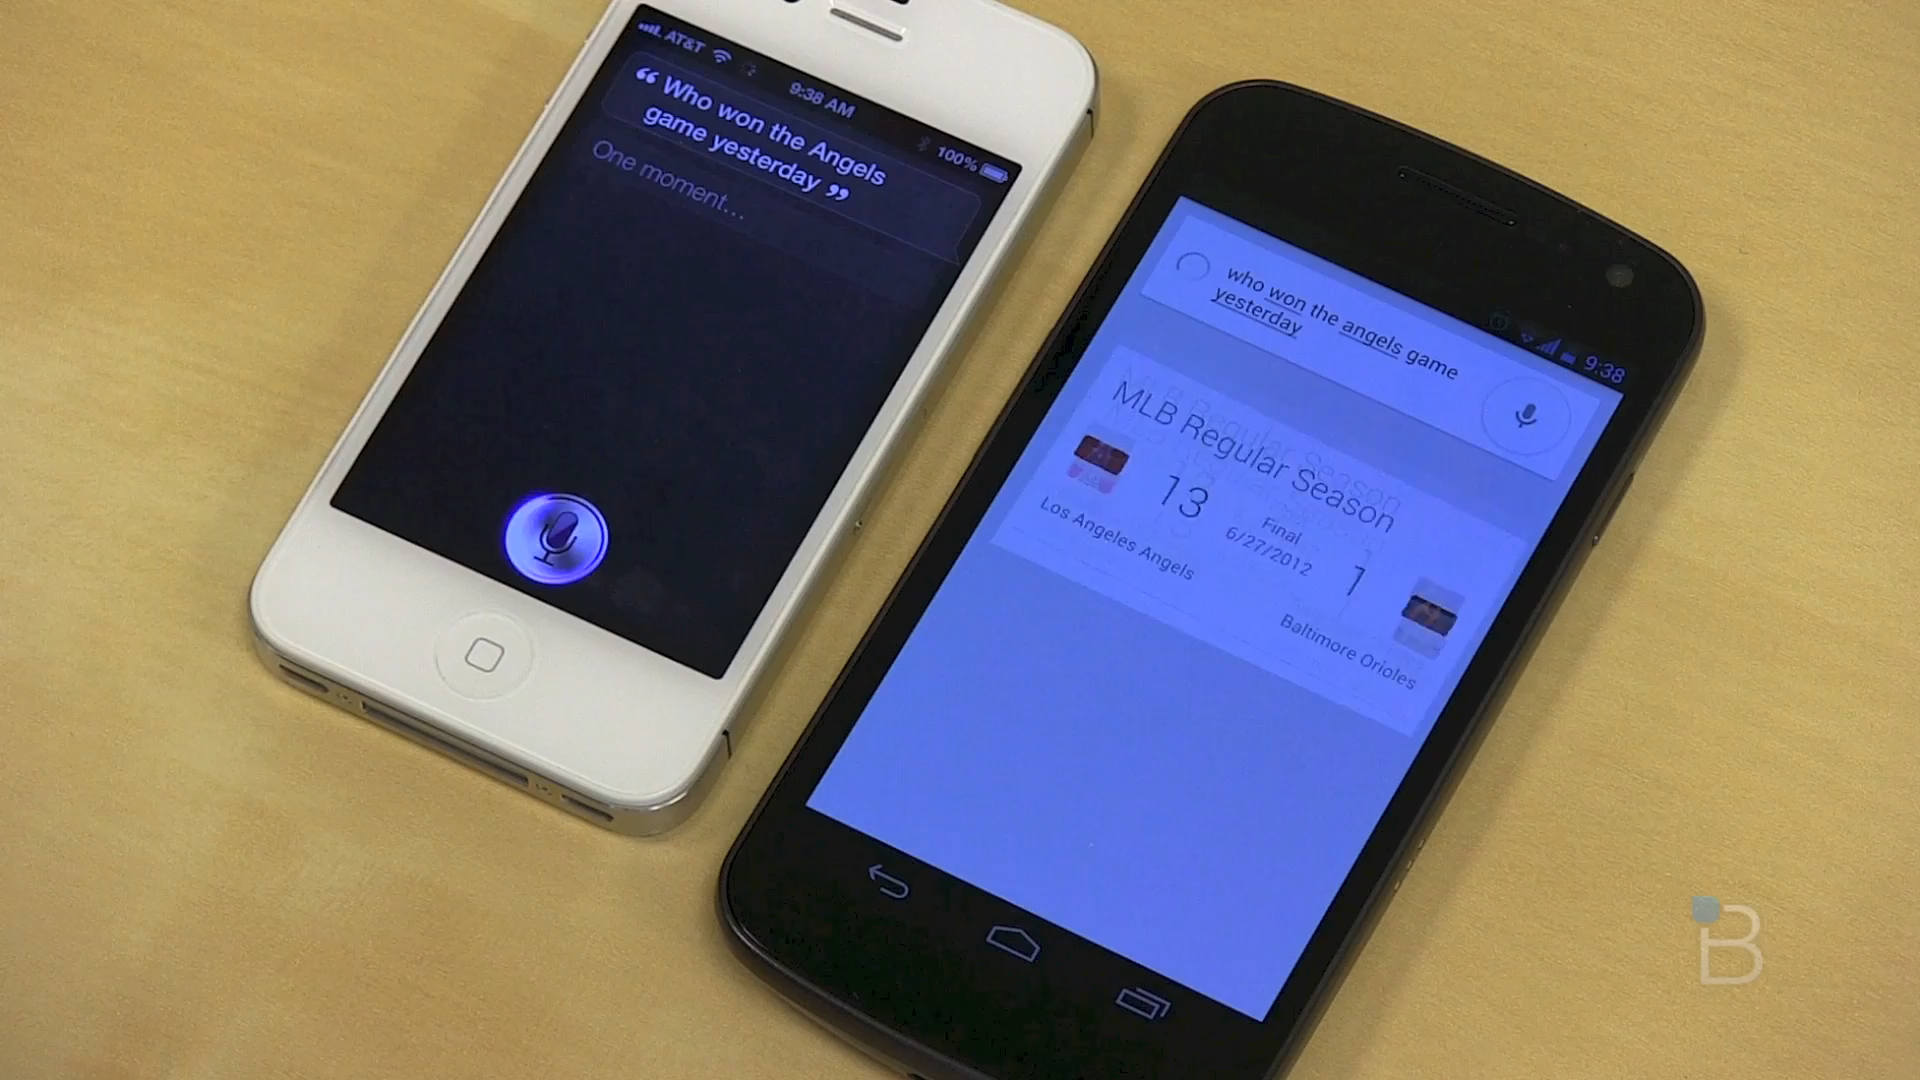 AT&T
9:38 AM
100%
“ Who won the Angels
game yesterday ”
One moment...
9:38
who won the angels game
yesterday
MLB Regular Season
13
Final
6/27/2012
1
Los Angeles Angels
Baltimore Orioles
B